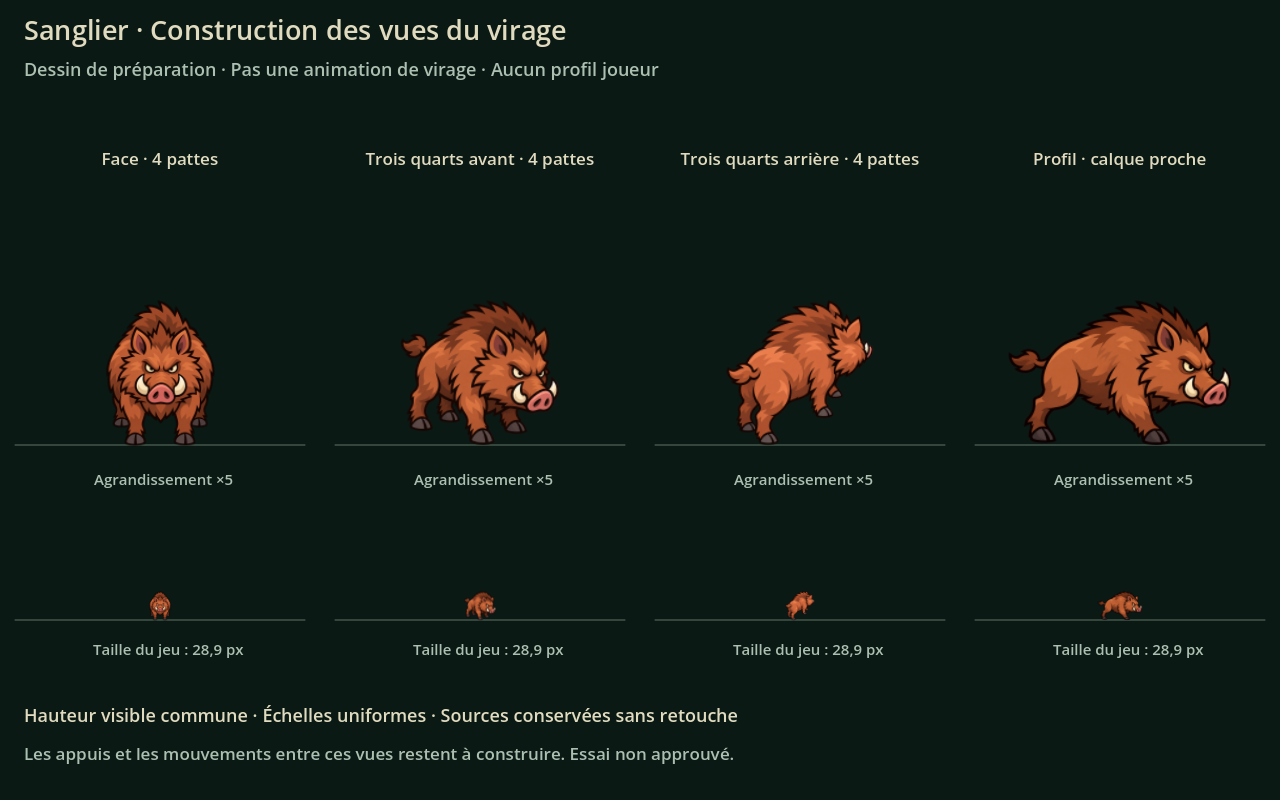 Sanglier · Construction des vues du virage
Dessin de préparation · Pas une animation de virage · Aucun profil joueur
Face · 4 pattes
Trois quarts avant · 4 pattes
Trois quarts arrière · 4 pattes
Profil · calque proche
Agrandissement ×5
Agrandissement ×5
Agrandissement ×5
Agrandissement ×5
Taille du jeu : 28,9 px
Taille du jeu : 28,9 px
Taille du jeu : 28,9 px
Taille du jeu : 28,9 px
Hauteur visible commune · Échelles uniformes · Sources conservées sans retouche
Les appuis et les mouvements entre ces vues restent à construire. Essai non approuvé.